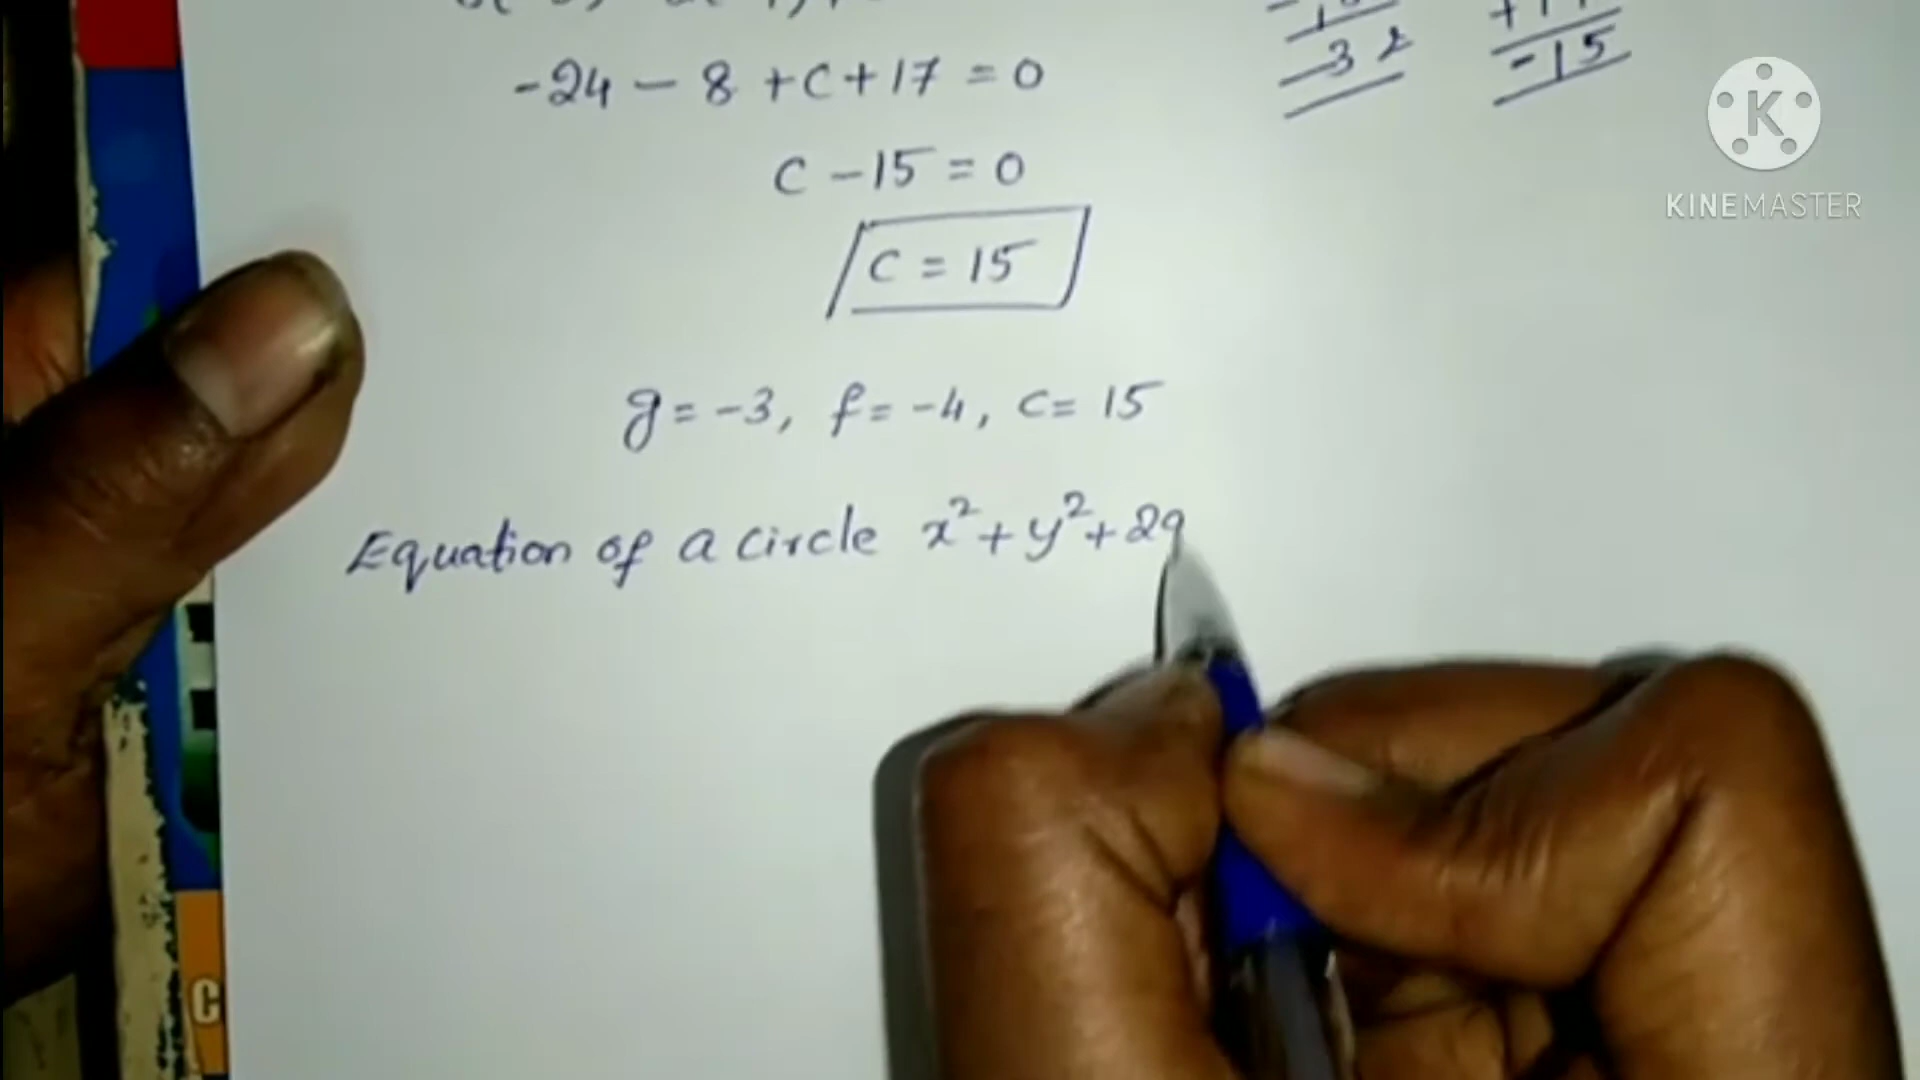 -24 - 8 + c + 17 = 0
c - 15 = 0
c = 15
g = -3, f = -4, c = 15
Equation of a circle x² + y² + 2g
-32
-15
K
KINEMASTER
C